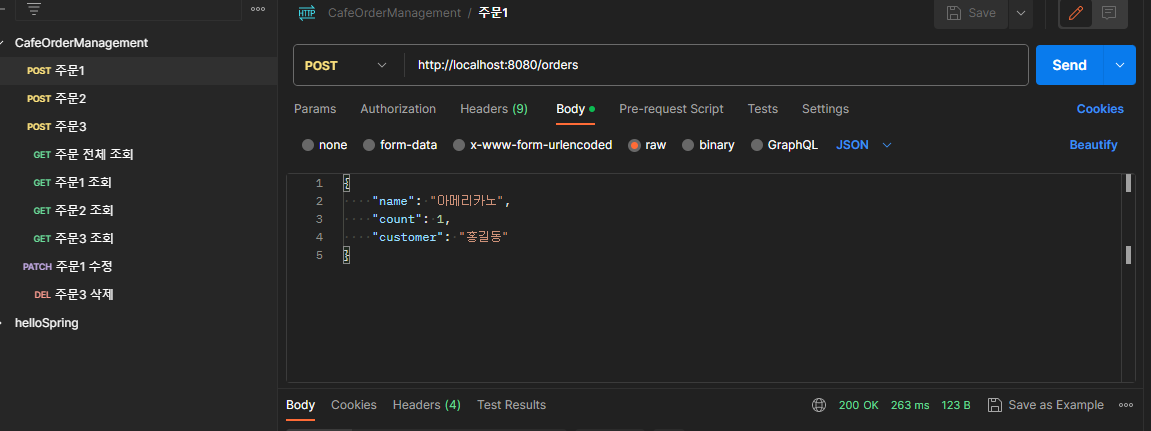 CafeOrderManagement / 주문1
Save
CafeOrderManagement
POST 주문1
POST 주문2
POST 주문3
GET 주문 전체 조회
GET 주문1 조회
GET 주문2 조회
GET 주문3 조회
PATCH 주문1 수정
DEL 주문3 삭제
helloSpring
HTTP
POST http://localhost:8080/orders Send
Params Authorization Headers (9) Body Pre-request Script Tests Settings Cookies
none form-data x-www-form-urlencoded raw binary GraphQL JSON Beautify
1 {
2 "name": "아메리카노",
3 "count": 1,
4 "customer": "홍길동"
5 }
Body Cookies Headers (4) Test Results 200 OK 263 ms 123 B Save as Example